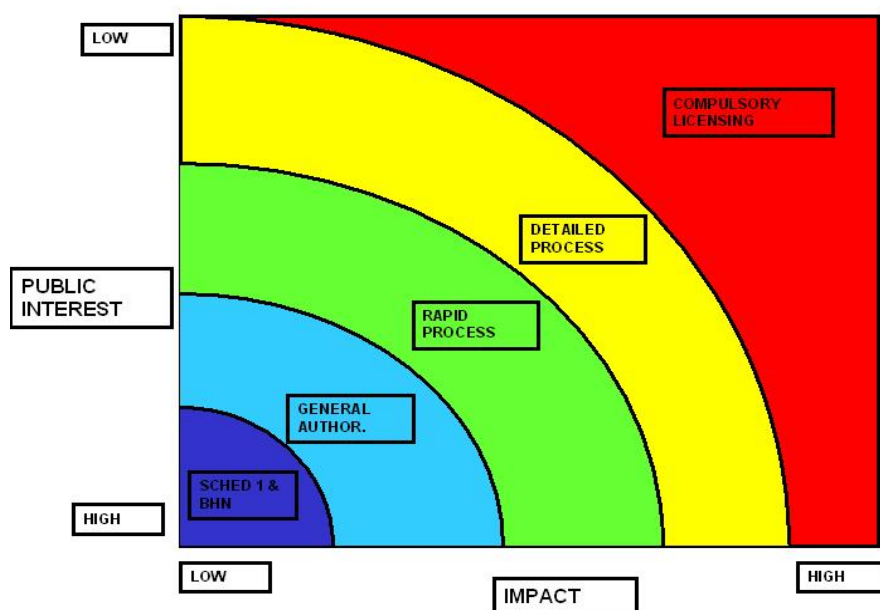 LOW
COMPULSORY
LICENSING
DETAILED
PROCESS
PUBLIC
INTEREST
RAPID
PROCESS
GENERAL
AUTHOR.
SCHED 1 &
BHN
HIGH
LOW
IMPACT
HIGH